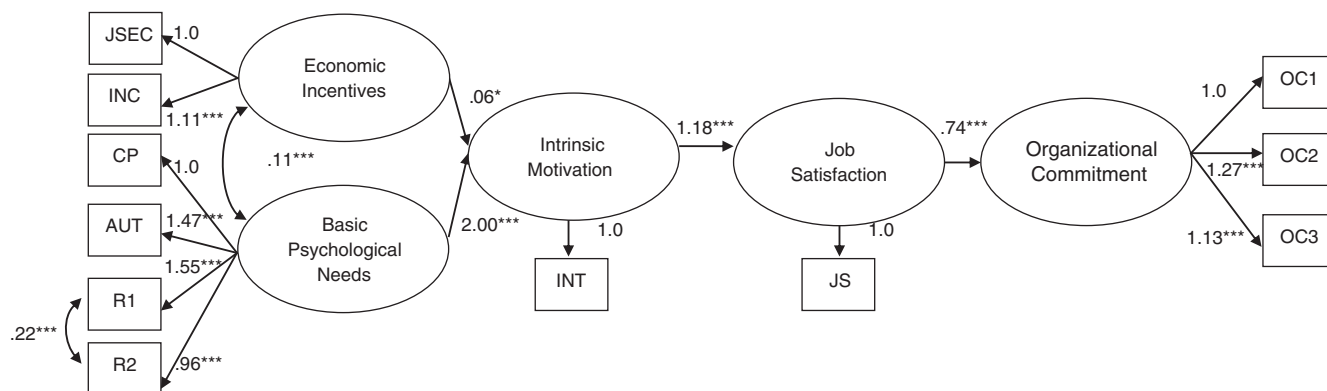 JSEC
1.0
Economic
Incentives
INC
1.11***
.06*
CP
1.0
.11***
Intrinsic
Motivation
1.18***
Job
Satisfaction
.74***
Organizational
Commitment
1.0
OC1
1.27***
OC2
1.13***
OC3
AUT
1.47***
Basic
Psychological
Needs
2.00***
1.0
INT
1.0
JS
1.55***
R1
.22***
R2
.96***